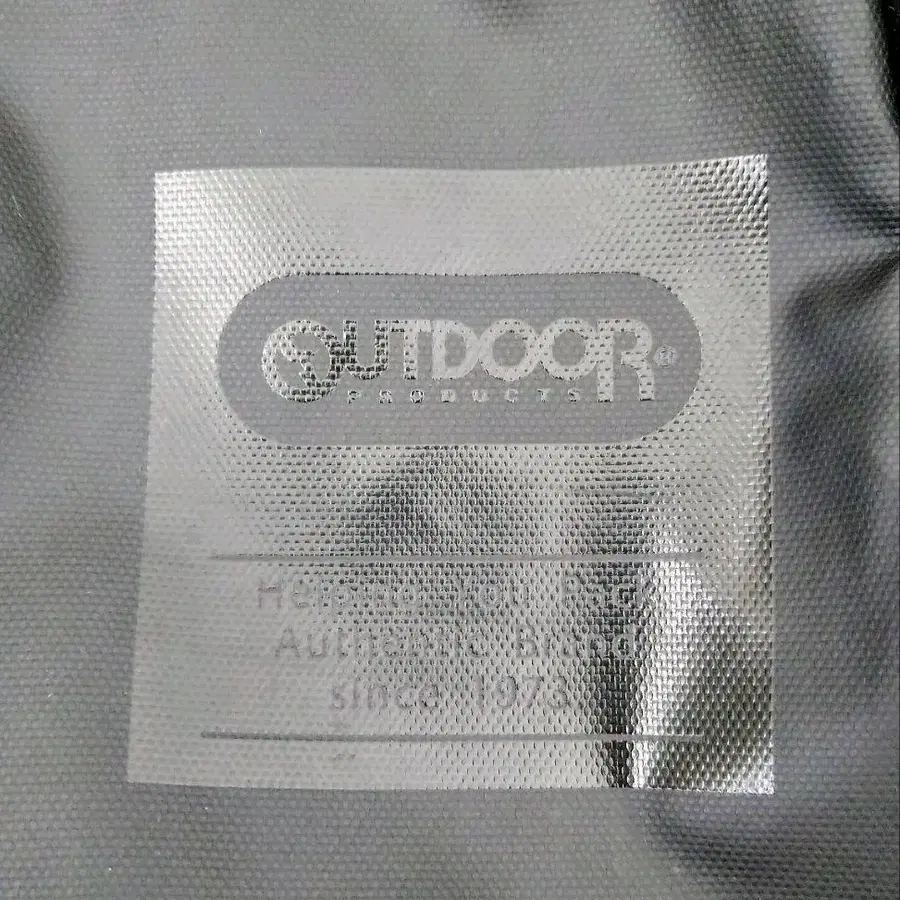 OUTDOOR®
PRODUCTS
Helping You Pack
Authentic Brand
since 1973